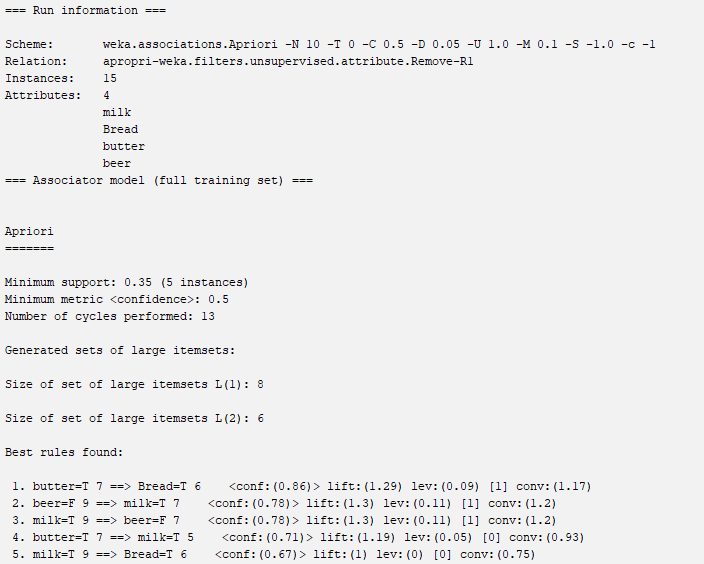 === Run information ===
Scheme: weka.associations.Apriori -N 10 -T 0 -C 0.5 -D 0.05 -U 1.0 -M 0.1 -S -1.0 -c -1
Relation: apropri-weka.filters.unsupervised.attribute.Remove-R1
Instances: 15
Attributes: 4
milk
Bread
butter
beer
=== Associator model (full training set) ===
Apriori
=======
Minimum support: 0.35 (5 instances)
Minimum metric <confidence>: 0.5
Number of cycles performed: 13
Generated sets of large itemsets:
Size of set of large itemsets L(1): 8
Size of set of large itemsets L(2): 6
Best rules found:
1. butter=T 7 ==> Bread=T 6 <conf:(0.86)> lift:(1.29) lev:(0.09) [1] conv:(1.17)
2. beer=F 9 ==> milk=T 7 <conf:(0.78)> lift:(1.3) lev:(0.11) [1] conv:(1.2)
3. milk=T 9 ==> beer=F 7 <conf:(0.78)> lift:(1.3) lev:(0.11) [1] conv:(1.2)
4. butter=T 7 ==> milk=T 5 <conf:(0.71)> lift:(1.19) lev:(0.05) [0] conv:(0.93)
5. milk=T 9 ==> Bread=T 6 <conf:(0.67)> lift:(1) lev:(0) [0] conv:(0.75)